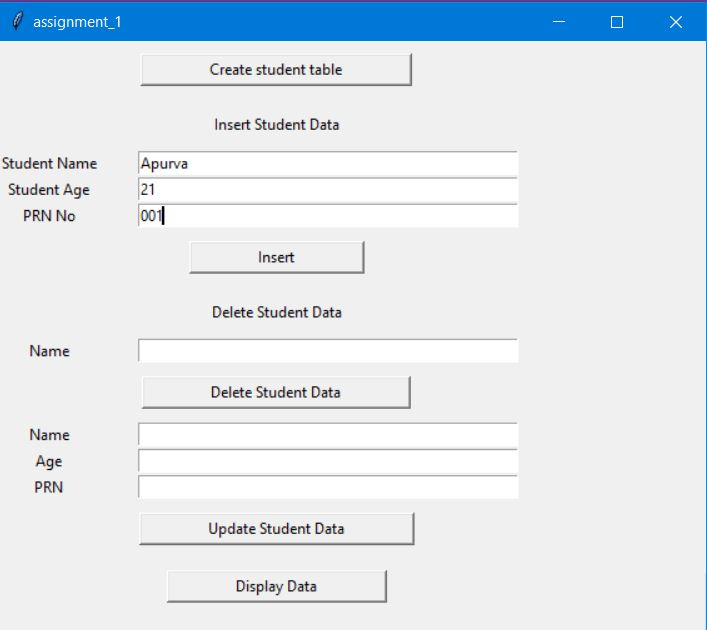 assignment_1
Create student table
Insert Student Data
Student Name Apurva
Student Age 21
PRN No 001
Insert
Delete Student Data
Name
Delete Student Data
Name
Age
PRN
Update Student Data
Display Data